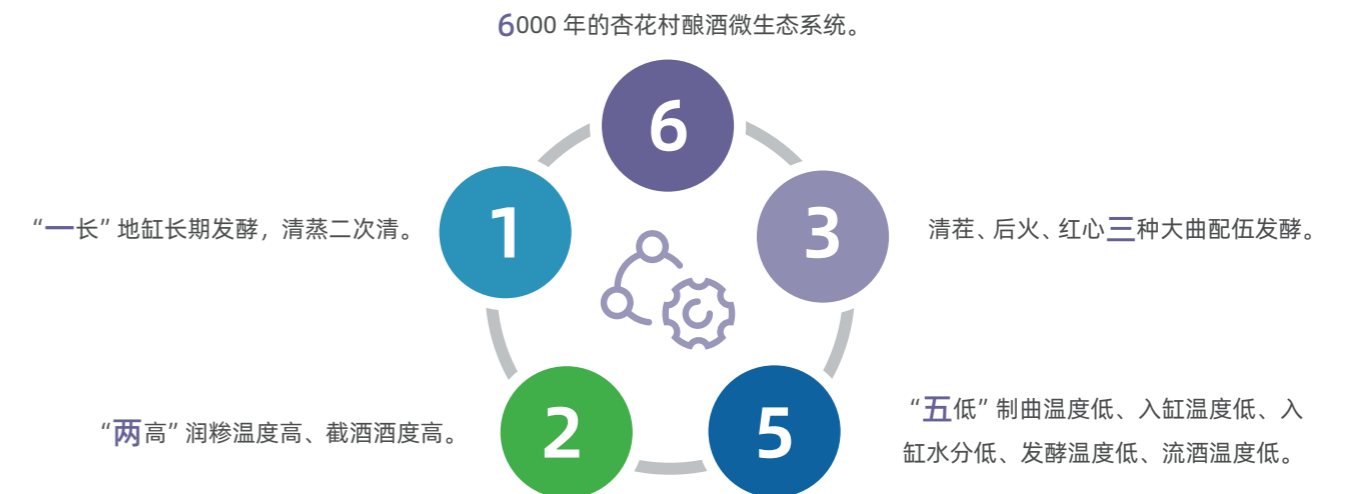 6000 年的杏花村酿酒微生态系统。
6
1
“一长”地缸长期发酵，清蒸二次清。
3
清茬、后火、红心三种大曲配伍发酵。
2
“两高”润糁温度高、截酒酒度高。
5
“五低”制曲温度低、入缸温度低、入
缸水分低、发酵温度低、流酒温度低。